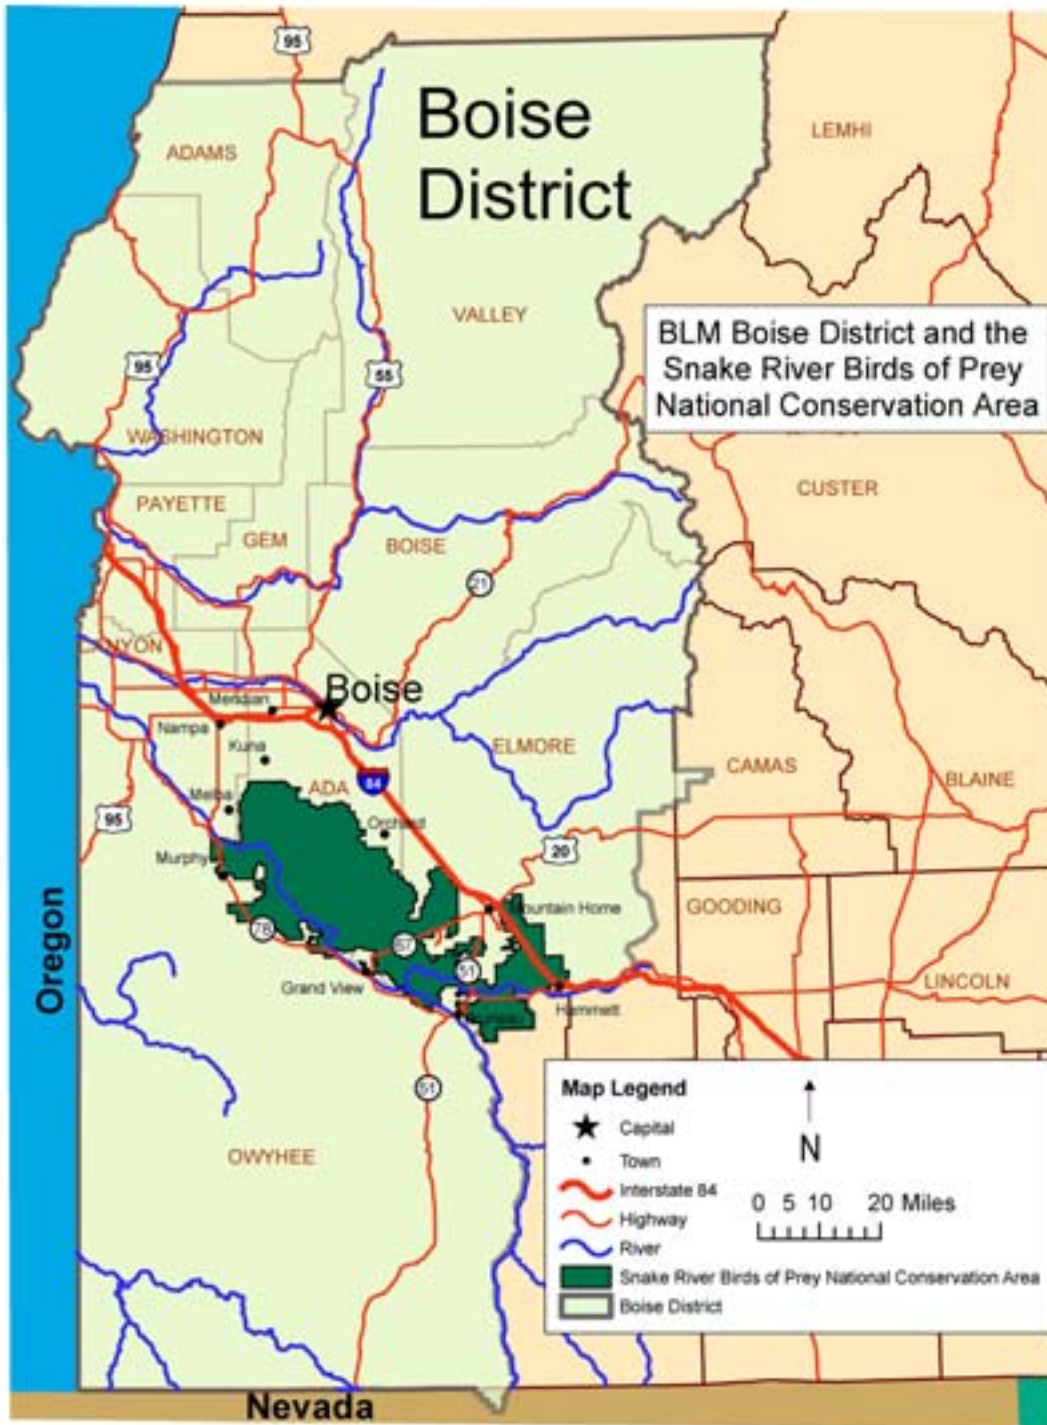 95
Boise
District
ADAMS
LEMHI
VALLEY
BLM Boise District and the
Snake River Birds of Prey
National Conservation Area
95
55
WASHINGTON
PAYETTE
GEM
BOISE
CUSTER
21
Boise
Meridian
Nampa
Kuna
ELMORE
CAMAS
BLAINE
ADA
84
Melba
95
Orchard
20
Murphy
Mountain Home
GOODING
78
67
51
Oregon
Grand View
LINCOLN
Hammett
51
OWYHEE
Map Legend
Capital
Town
Interstate 84
Highway
River
Snake River Birds of Prey National Conservation Area
Boise District
N
0 5 10 20 Miles
Nevada